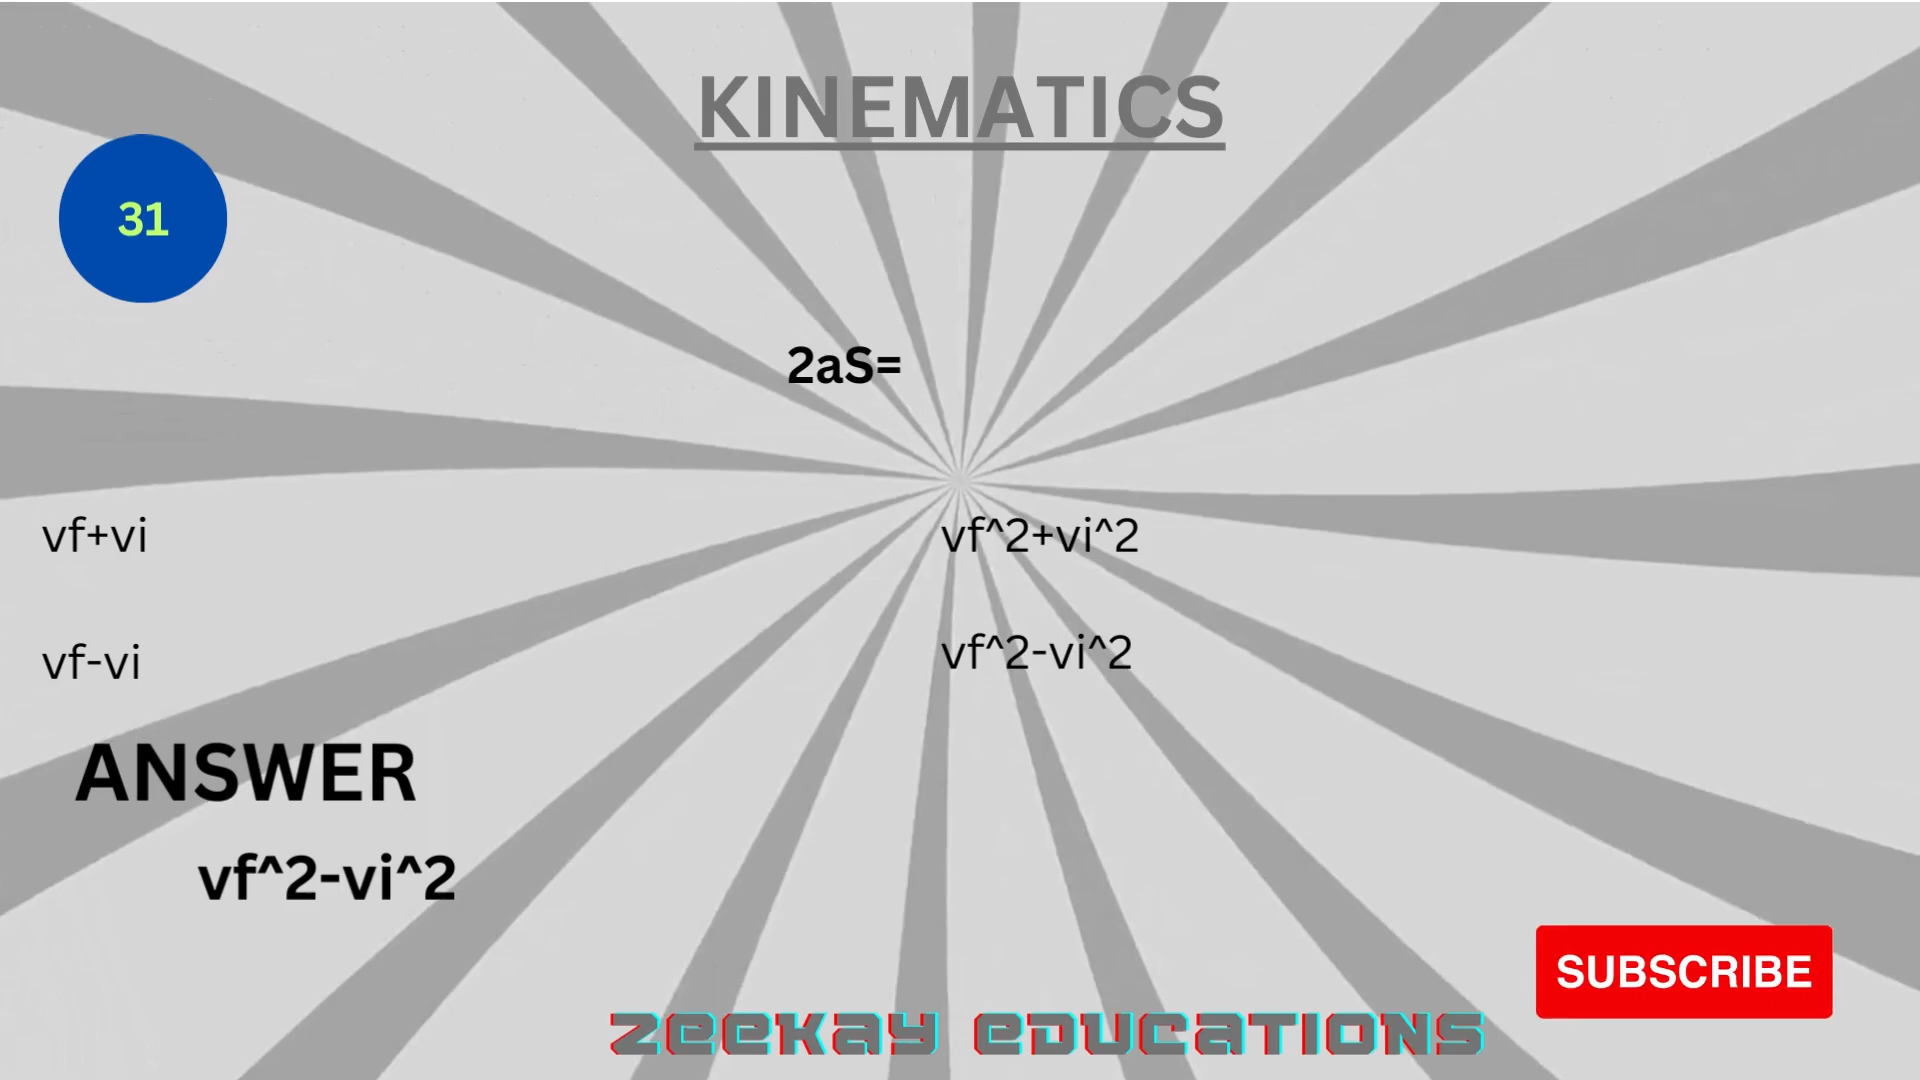 KINEMATICS
31
2aS=
vf+vi
vf^2+vi^2
vf-vi
vf^2-vi^2
ANSWER
vf^2-vi^2
SUBSCRIBE
ZEEKAY EDUCATIONS